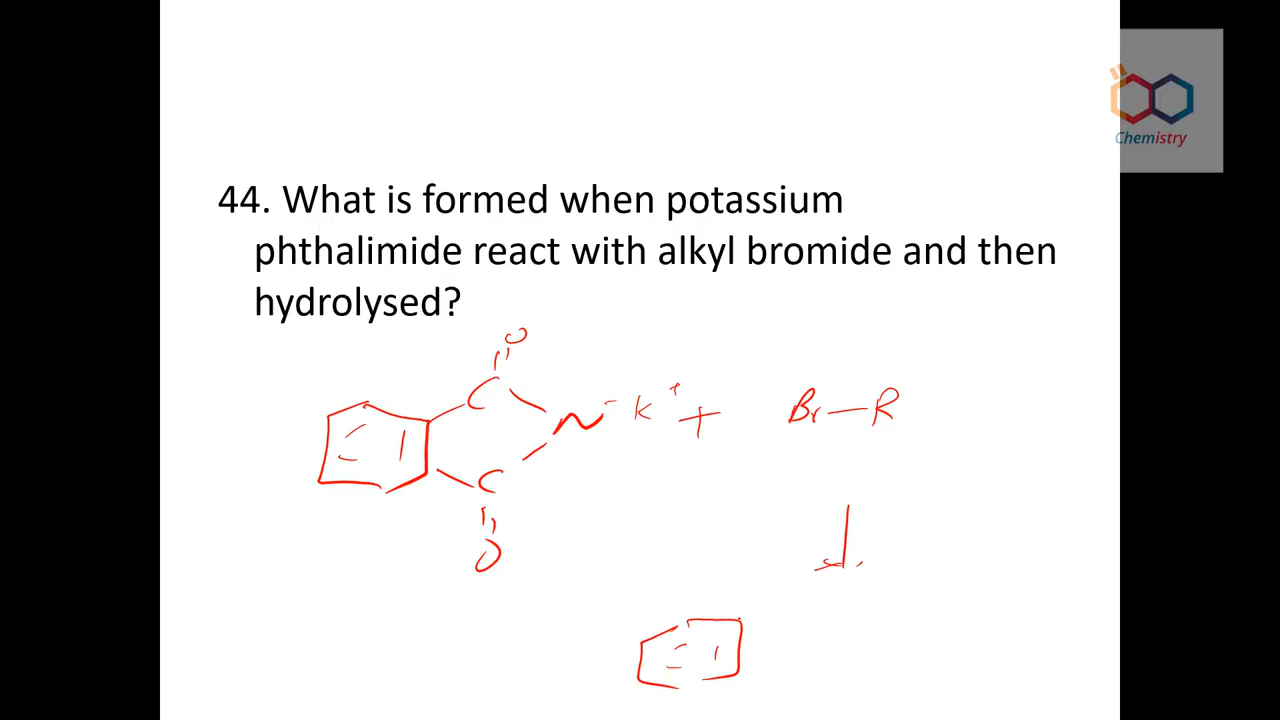 Chemistry
44. What is formed when potassium
phthalimide react with alkyl bromide and then
hydrolysed?
O
C
N - K + + Br-R
C
O